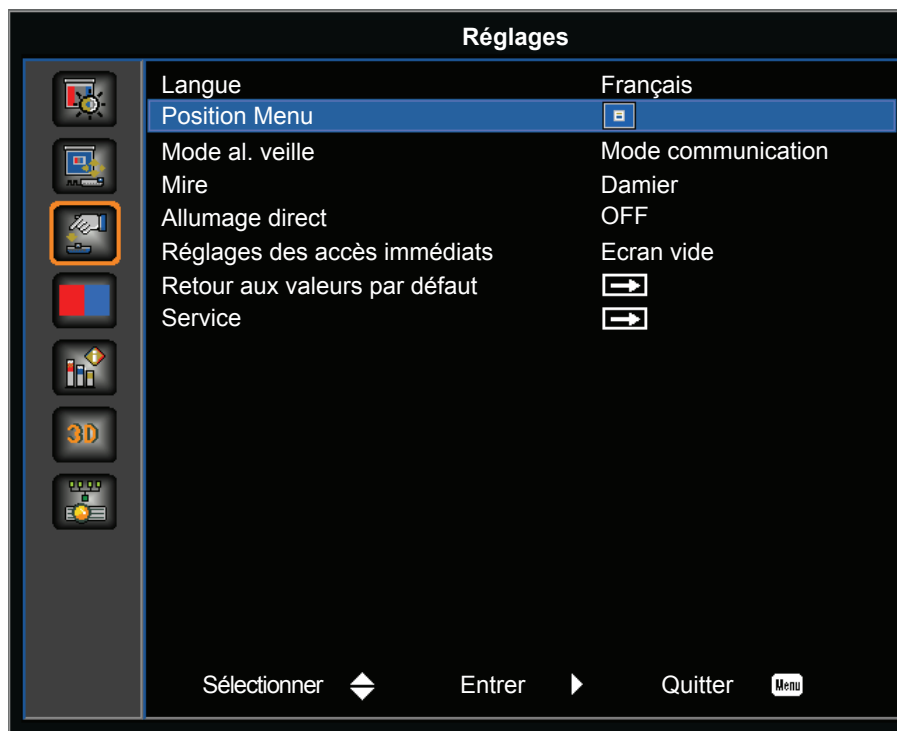 Réglages
Langue Français
Position Menu
Mode al. veille Mode communication
Mire Damier
Allumage direct OFF
Réglages des accès immédiats Ecran vide
Retour aux valeurs par défaut
Service
3D
Sélectionner Entrer Quitter Menu